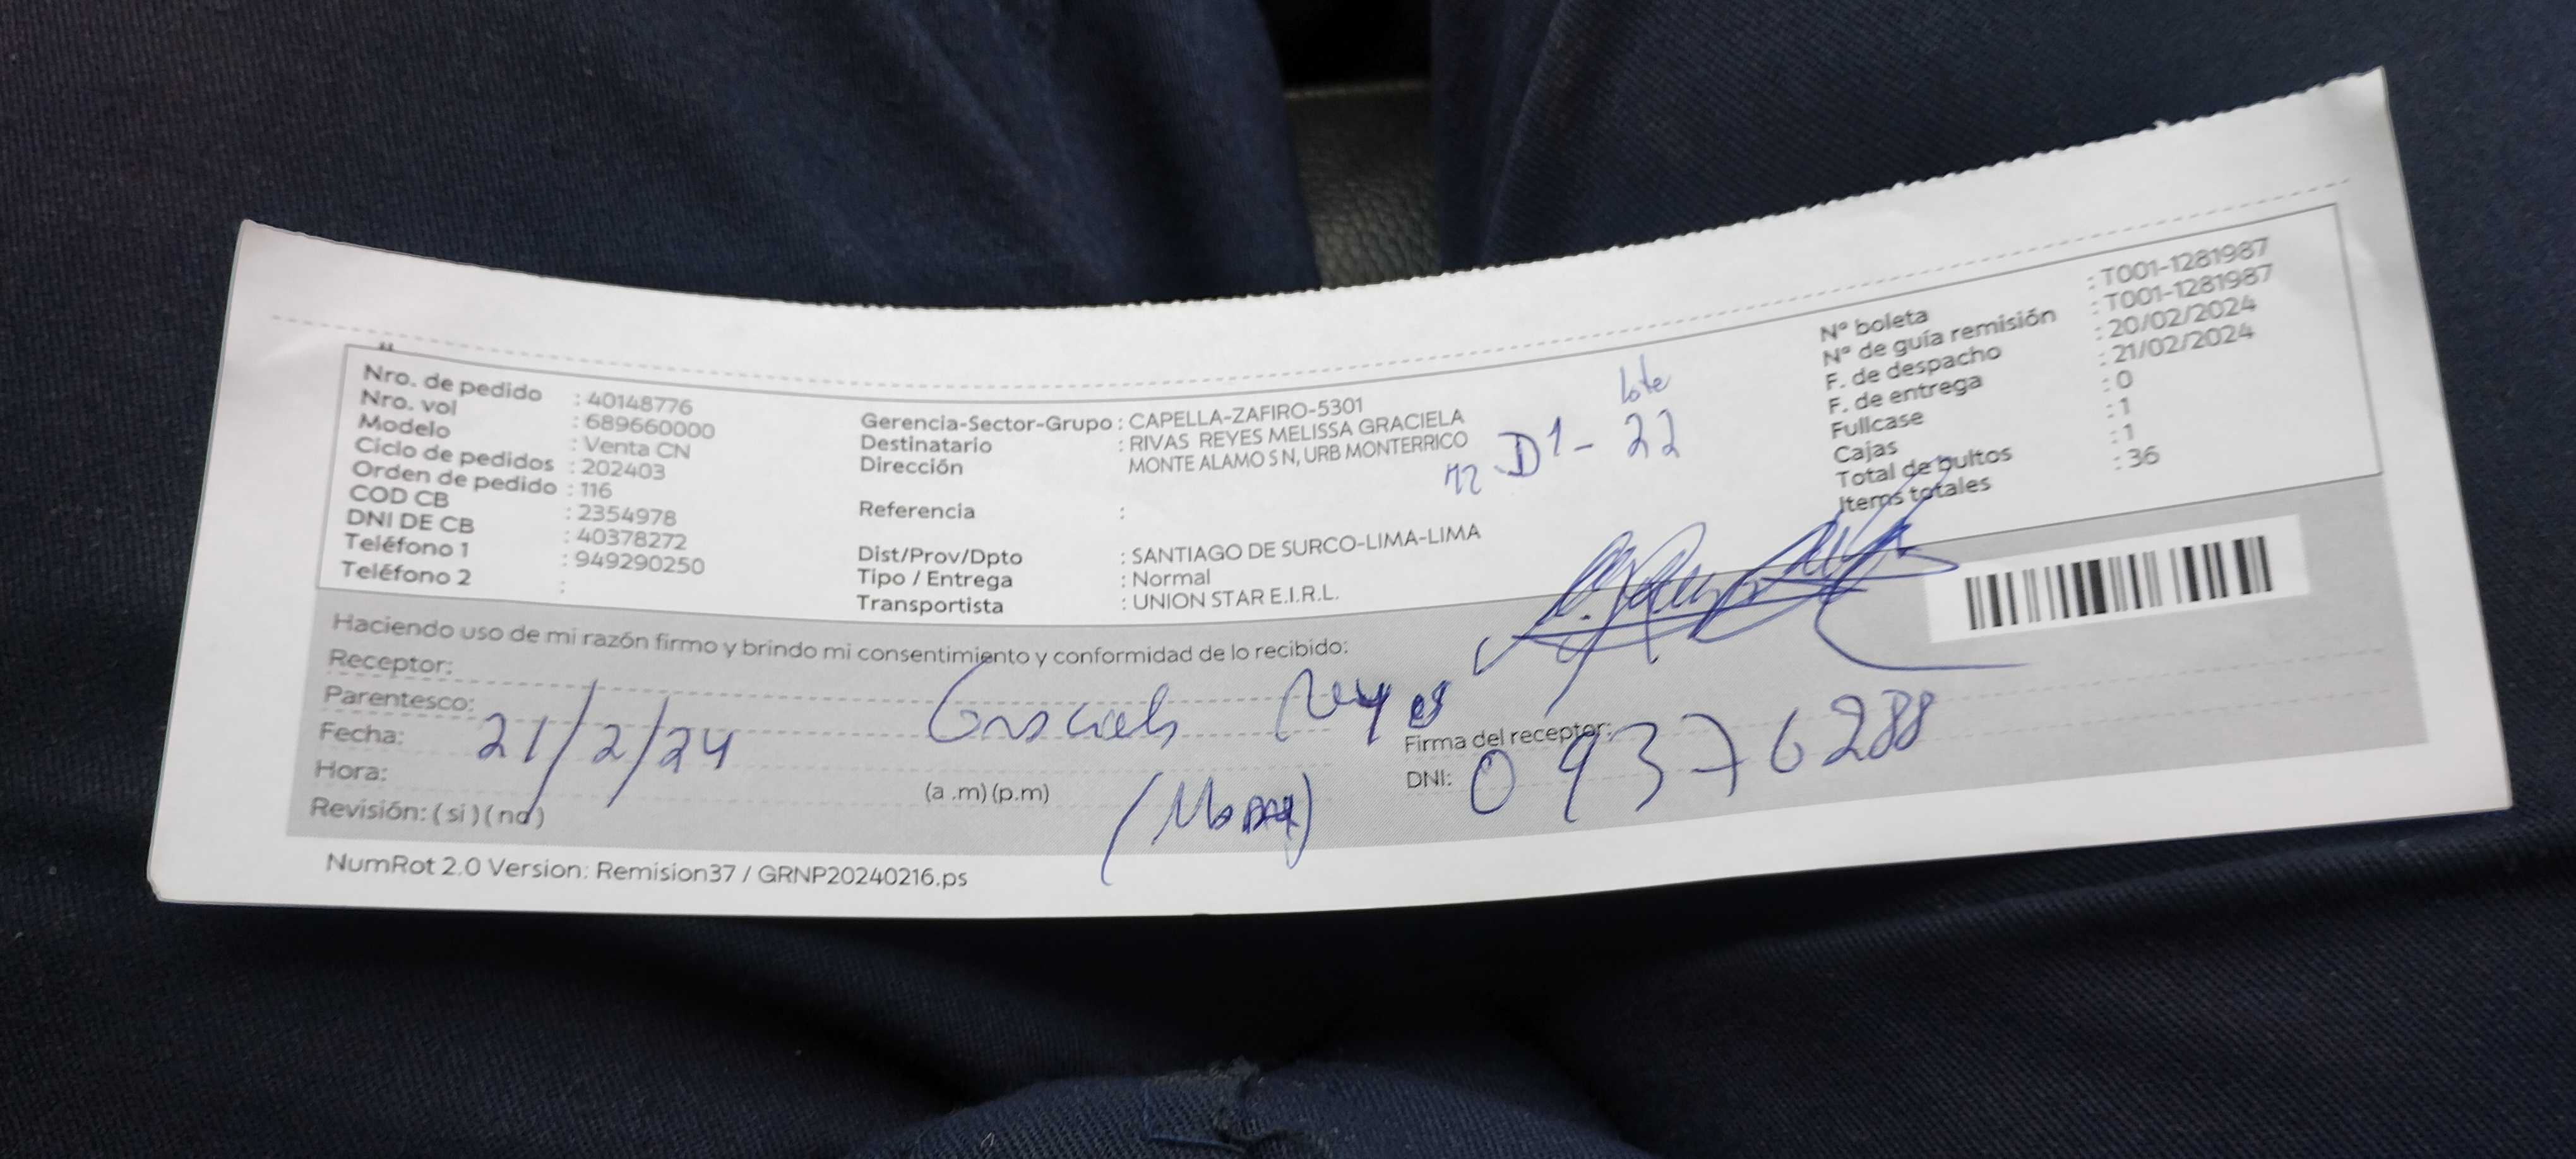 Nro. de pedido : 40148776
Nro. vol : 689660000
Modelo : Venta CN
Ciclo de pedidos : 202403
Orden de pedido : 116
COD CB : 2354978
DNI DE CB : 40378272
Teléfono 1 : 949290250
Teléfono 2 :
Gerencia-Sector-Grupo : CAPELLA-ZAFIRO-5301
Destinatario : RIVAS REYES MELISSA GRACIELA
Dirección MONTE ALAMO S N, URB MONTERRICO
Referencia :
Dist/Prov/Dpto : SANTIAGO DE SURCO-LIMA-LIMA
Tipo / Entrega : Normal
Transportista : UNION STAR E.I.R.L.
lote
Mz D1 - 22
N° boleta : T001-1281987
N° de guía remisión : T001-1281987
F. de despacho : 20/02/2024
F. de entrega : 21/02/2024
Fullcase : 0
Cajas : 1
Total de bultos : 1
Items totales : 36
Haciendo uso de mi razón firmo y brindo mi consentimiento y conformidad de lo recibido:
Receptor:
Parentesco: Graciela Reyes
Fecha: 21/2/24
Firma del receptor:
Hora: (a .m) (p.m)
DNI: 09376288
Revisión: ( si ) ( no ) (Mama)
NumRot 2.0 Version: Remision37 / GRNP20240216.ps